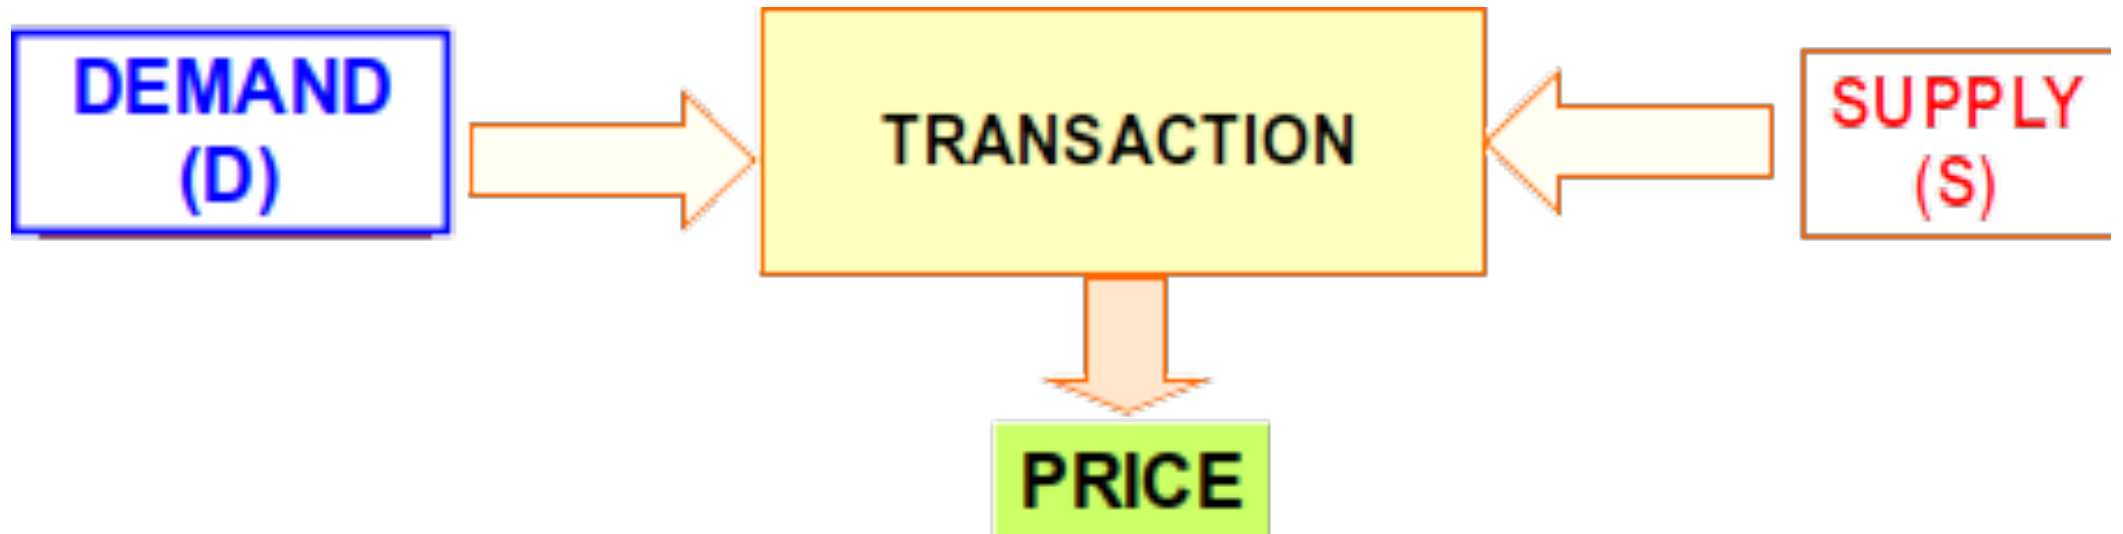 DEMAND
(D)
TRANSACTION
SUPPLY
(S)
PRICE